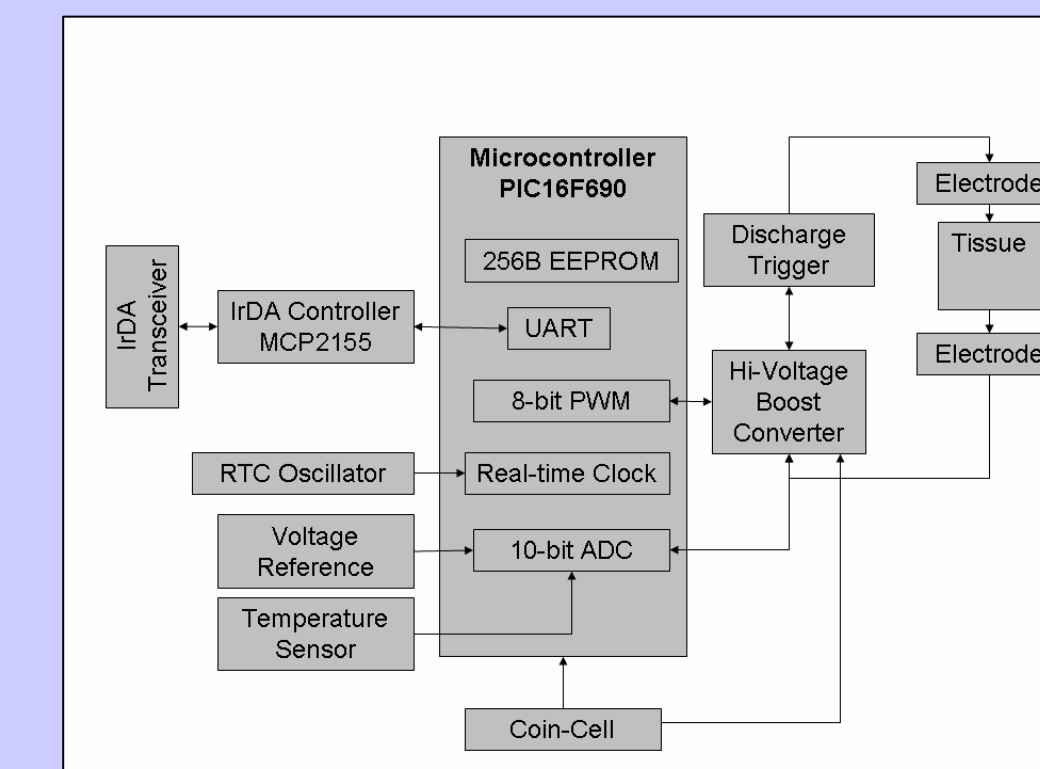 Microcontroller
PIC16F690
256B EEPROM
UART
8-bit PWM
Real-time Clock
10-bit ADC
IrDA
Transceiver
IrDA Controller
MCP2155
RTC Oscillator
Voltage
Reference
Temperature
Sensor
Coin-Cell
Discharge
Trigger
Hi-Voltage
Boost
Converter
Electrode
Tissue
Electrode